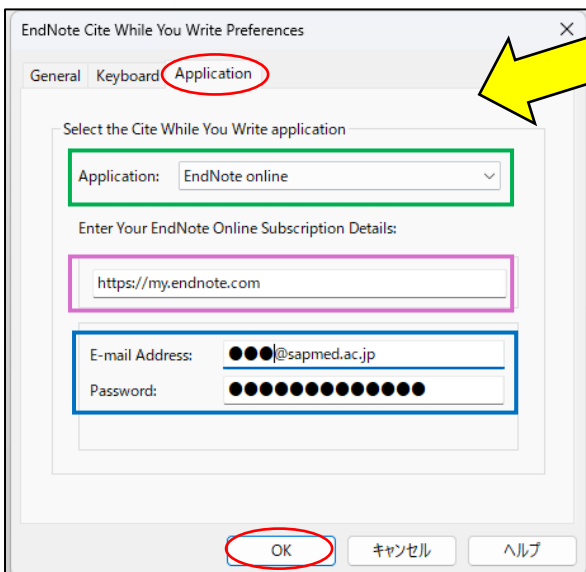 EndNote Cite While You Write Preferences
General Keyboard Application
Select the Cite While You Write application
Application: EndNote online
Enter Your EndNote Online Subscription Details:
https://my.endnote.com
E-mail Address: ●●●@sapmed.ac.jp
Password: ●●●●●●●●●●●●●
OK キャンセル ヘルプ